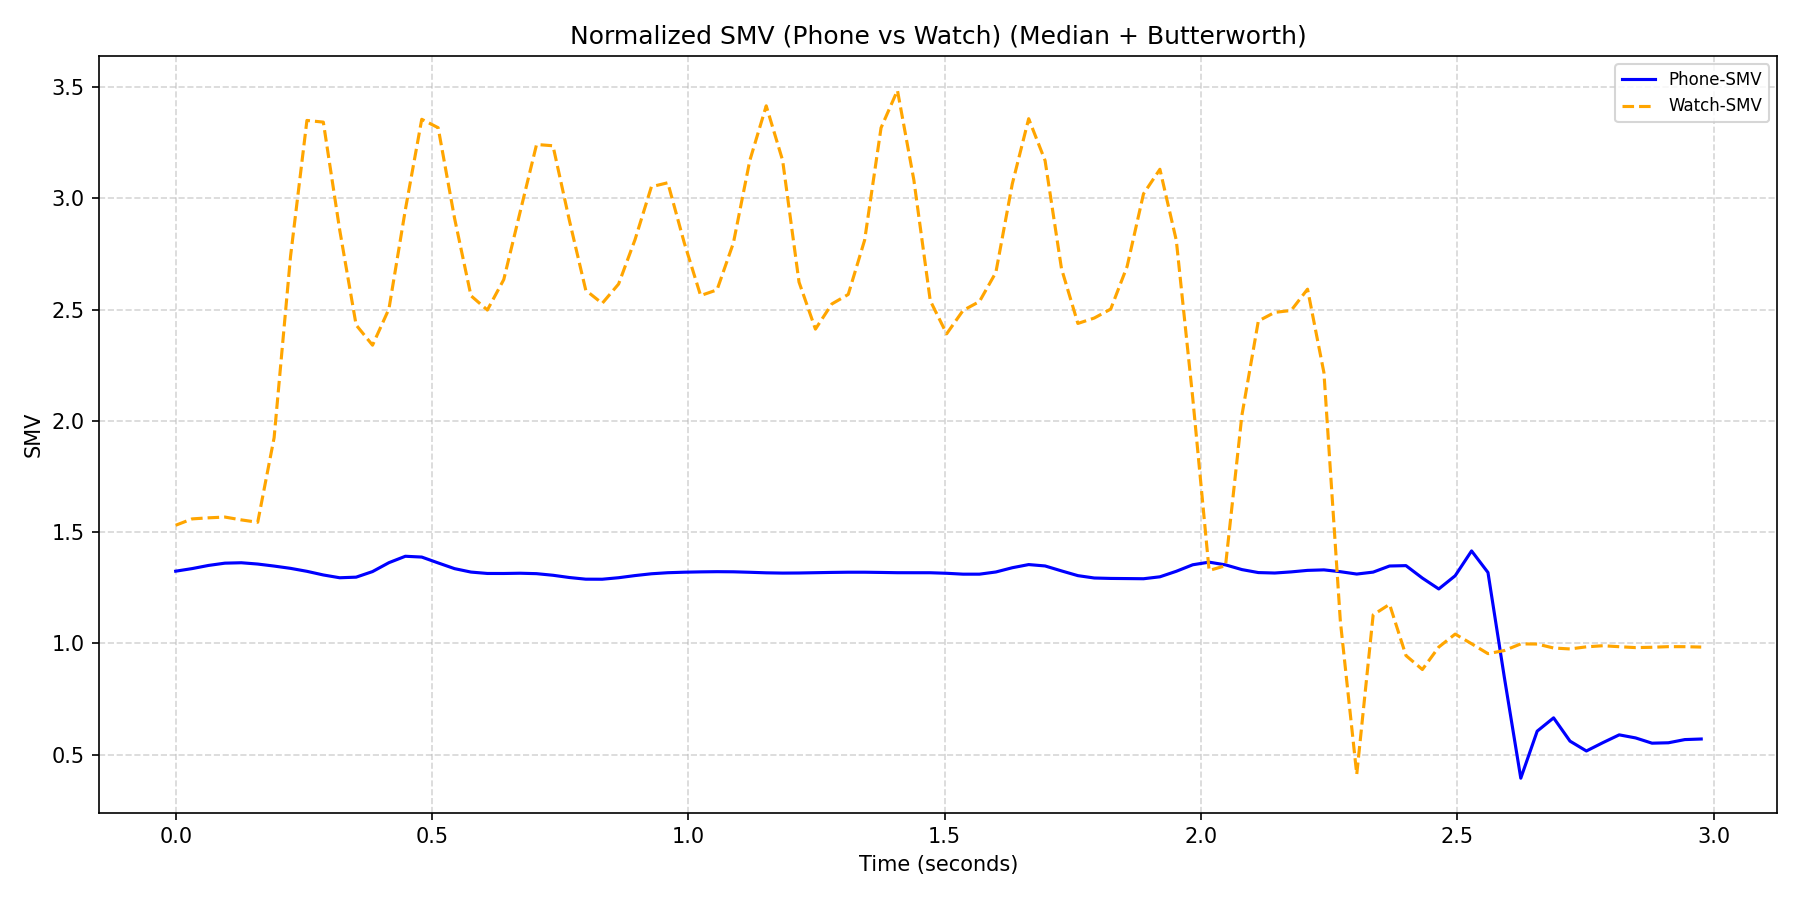 Normalized SMV (Phone vs Watch) (Median + Butterworth)
Phone-SMV
Watch-SMV
SMV
3.5
3.0
2.5
2.0
1.5
1.0
0.5
0.0 0.5 1.0 1.5 2.0 2.5 3.0
Time (seconds)